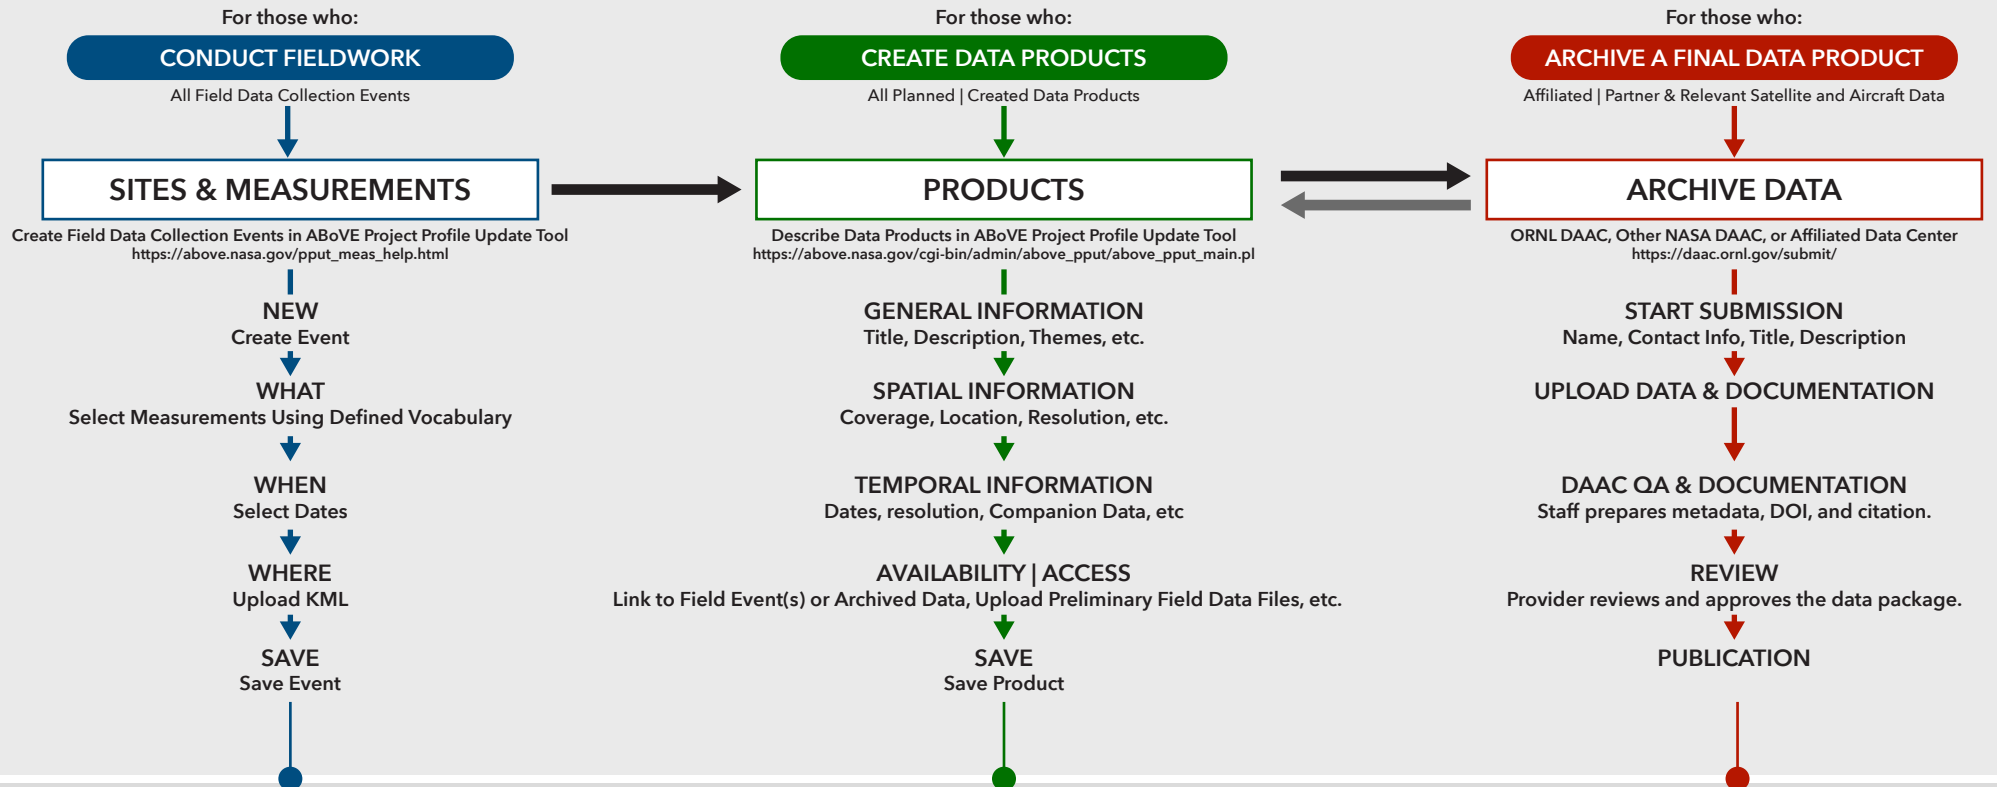 For those who:
CONDUCT FIELDWORK
All Field Data Collection Events
SITES & MEASUREMENTS
Create Field Data Collection Events in ABoVE Project Profile Update Tool
https://above.nasa.gov/pput_meas_help.html
NEW
Create Event
WHAT
Select Measurements Using Defined Vocabulary
WHEN
Select Dates
WHERE
Upload KML
SAVE
Save Event
For those who:
CREATE DATA PRODUCTS
All Planned | Created Data Products
PRODUCTS
Describe Data Products in ABoVE Project Profile Update Tool
https://above.nasa.gov/cgi-bin/admin/above_pput/above_pput_main.pl
GENERAL INFORMATION
Title, Description, Themes, etc.
SPATIAL INFORMATION
Coverage, Location, Resolution, etc.
TEMPORAL INFORMATION
Dates, resolution, Companion Data, etc
AVAILABILITY | ACCESS
Link to Field Event(s) or Archived Data, Upload Preliminary Field Data Files, etc.
SAVE
Save Product
For those who:
ARCHIVE A FINAL DATA PRODUCT
Affiliated | Partner & Relevant Satellite and Aircraft Data
ARCHIVE DATA
ORNL DAAC, Other NASA DAAC, or Affiliated Data Center
https://daac.ornl.gov/submit/
START SUBMISSION
Name, Contact Info, Title, Description
UPLOAD DATA & DOCUMENTATION
DAAC QA & DOCUMENTATION
Staff prepares metadata, DOI, and citation.
REVIEW
Provider reviews and approves the data package.
PUBLICATION